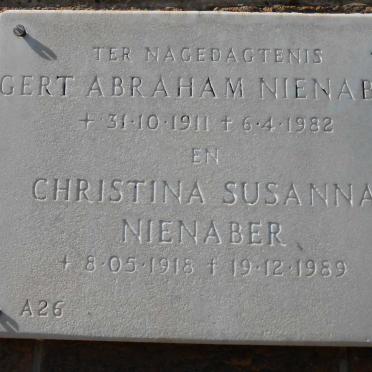 TER NAGEDAGTENIS
GERT ABRAHAM NIENAB
+ 31·10·1911 + 6·4·1982
EN
CHRISTINA SUSANNA
NIENABER
+ 8·05·1918 + 19·12·1989
A26